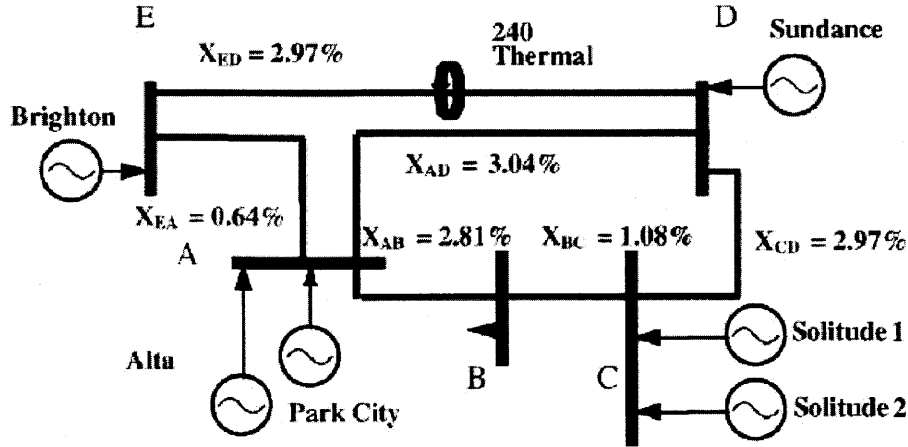 E
D
240
Thermal
Sundance
X_ED = 2.97%
Brighton
X_AD = 3.04%
X_EA = 0.64%
X_AB = 2.81%
X_BC = 1.08%
X_CD = 2.97%
A
Solitude 1
Alta
B
C
Park City
Solitude 2